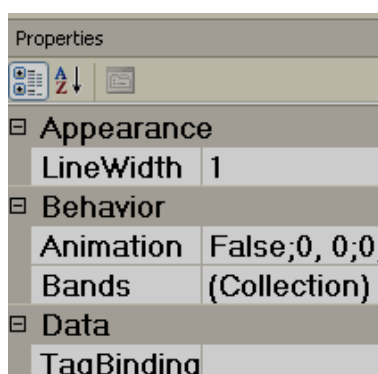 Properties
Appearance
LineWidth 1
Behavior
Animation False;0, 0;0,
Bands (Collection)
Data
TagBinding